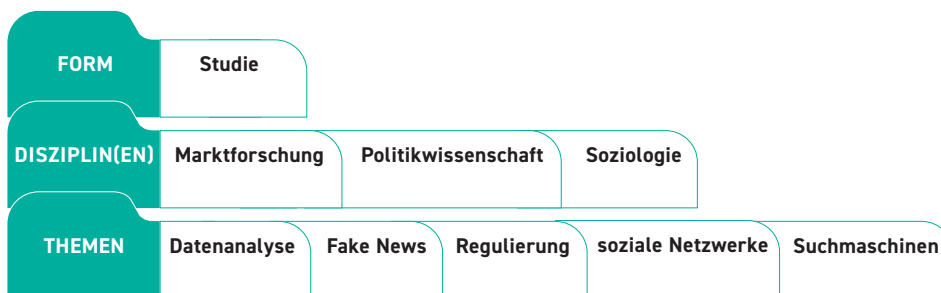 FORM Studie
DISZIPLIN(EN) Marktforschung Politikwissenschaft Soziologie
THEMEN Datenanalyse Fake News Regulierung soziale Netzwerke Suchmaschinen